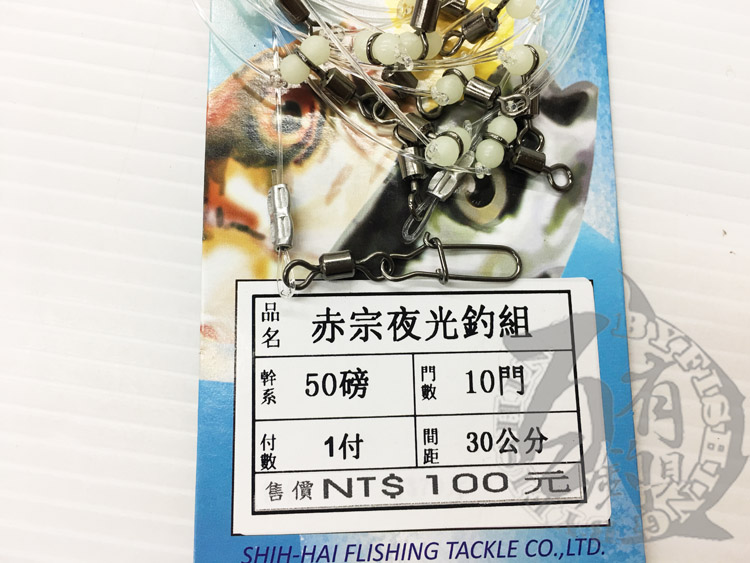 品名 赤宗夜光釣組
幹系 50磅 門數 10門
付數 1付 間距 30公分
售價 NT$ 100 元
SHIH-HAI FLISHING TACKLE CO.,LTD.